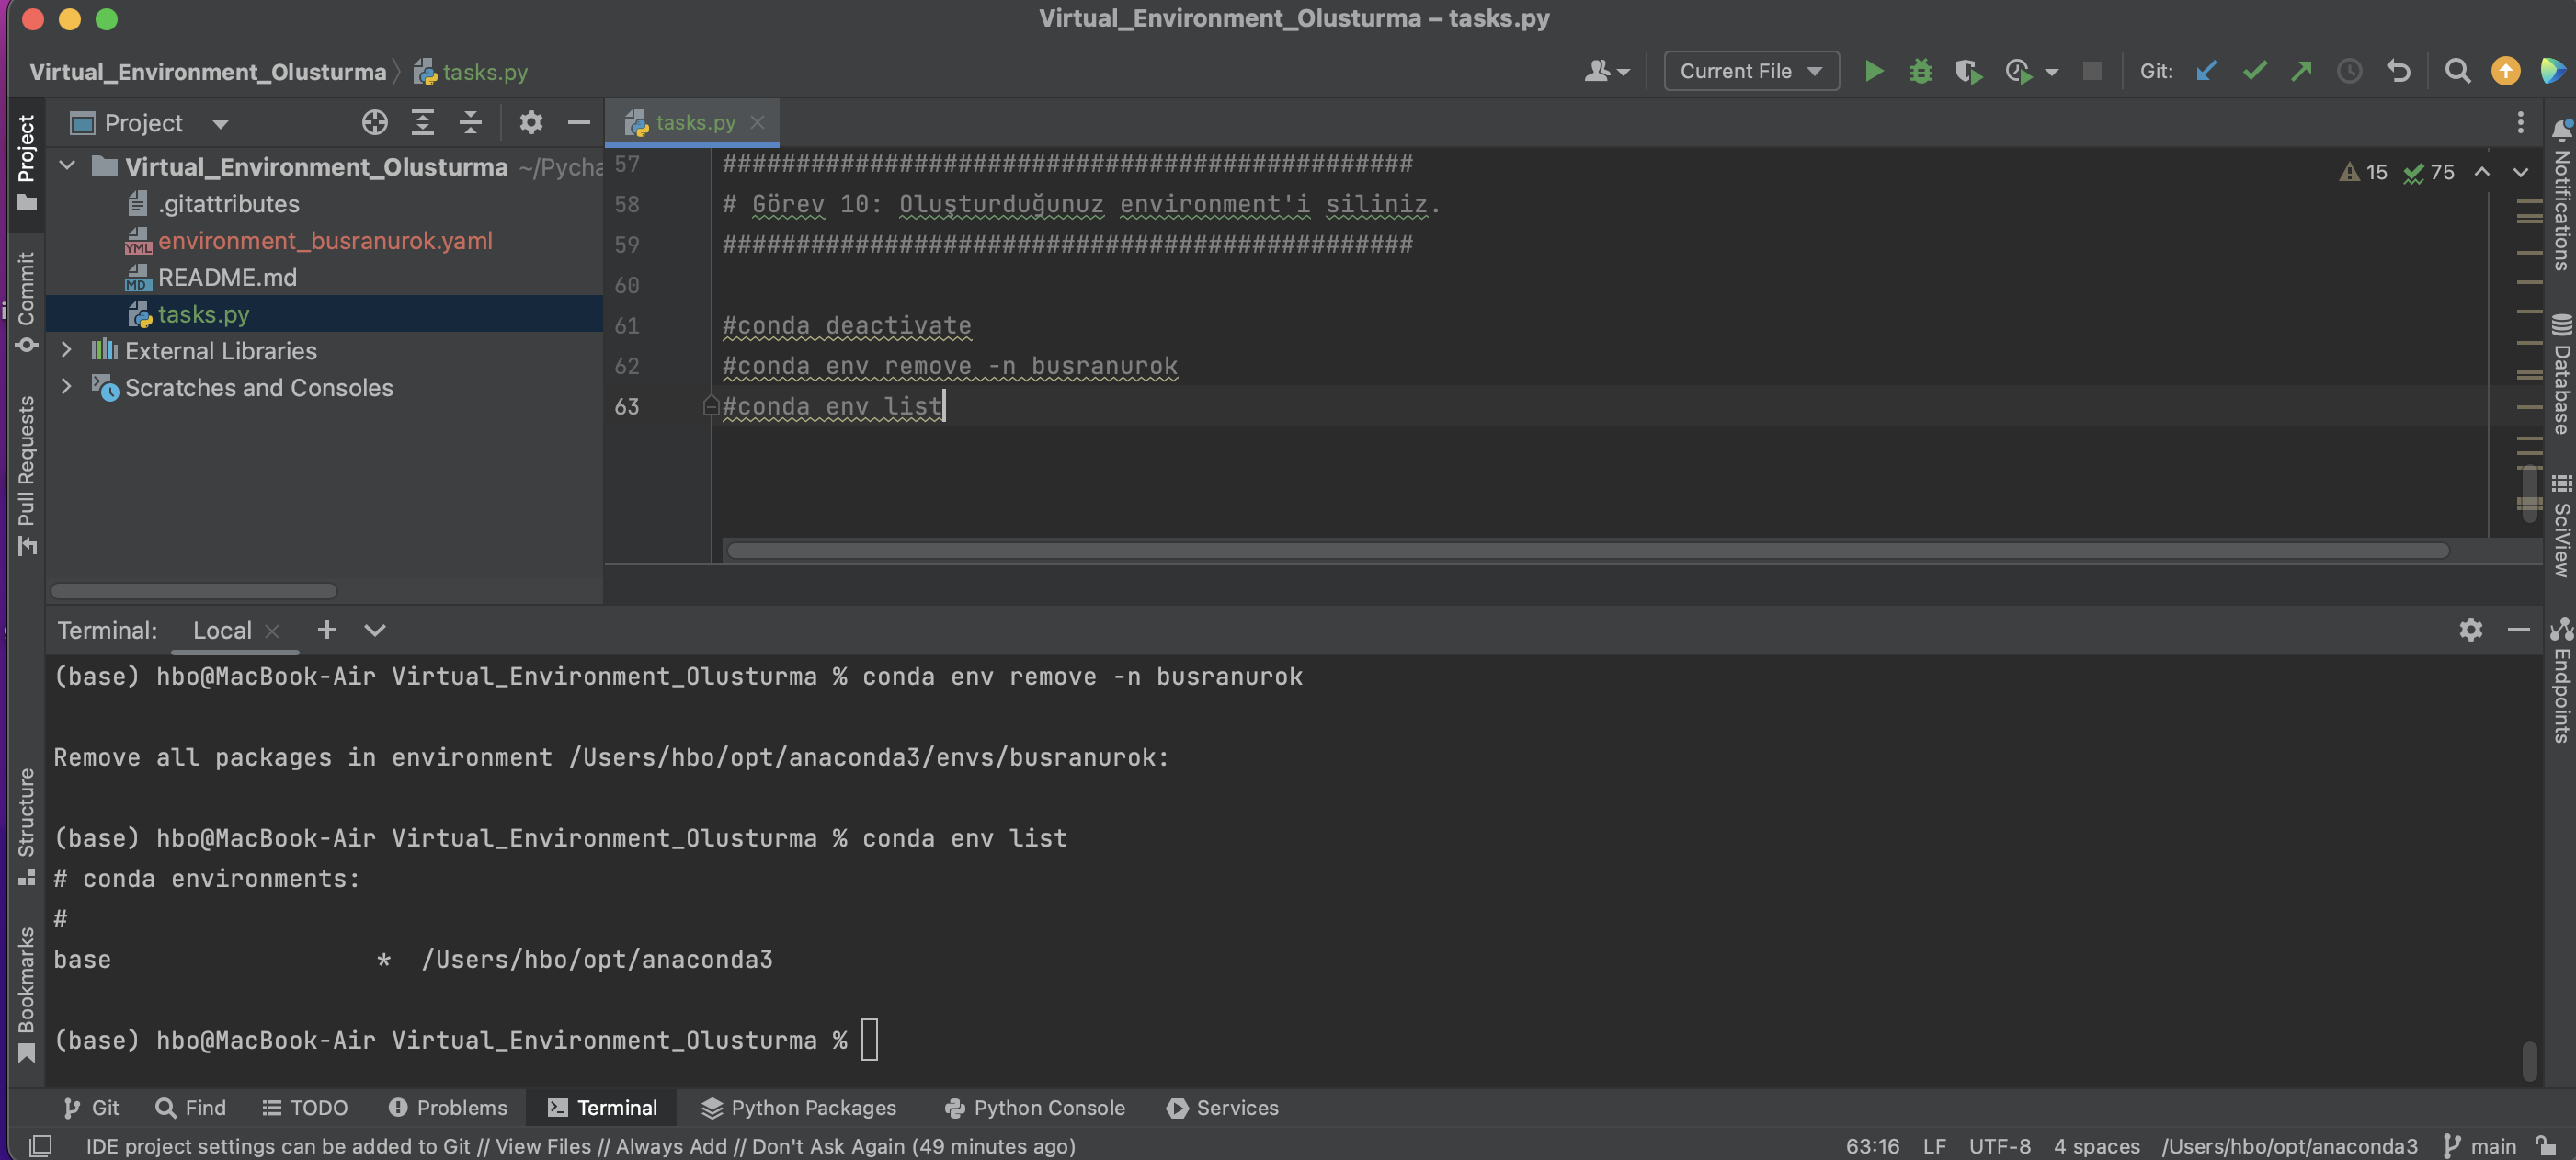 Virtual_Environment_Olusturma – tasks.py
Virtual_Environment_Olusturma
tasks.py
Current File
Git:
Project
Project
Commit
Pull Requests
Structure
Bookmarks
Virtual_Environment_Olusturma ~/Pycha
.gitattributes
environment_busranurok.yaml
README.md
tasks.py
External Libraries
Scratches and Consoles
tasks.py
15 75
57 ###############################################
58 # Görev 10: Oluşturduğunuz environment'i siliniz.
59 ###############################################
60
61 #conda deactivate
62 #conda env remove -n busranurok
63 #conda env list
Notifications
Database
SciView
Endpoints
Terminal: Local
(base) hbo@MacBook-Air Virtual_Environment_Olusturma % conda env remove -n busranurok
Remove all packages in environment /Users/hbo/opt/anaconda3/envs/busranurok:
(base) hbo@MacBook-Air Virtual_Environment_Olusturma % conda env list
# conda environments:
#
base * /Users/hbo/opt/anaconda3
(base) hbo@MacBook-Air Virtual_Environment_Olusturma %
Git Find TODO Problems Terminal Python Packages Python Console Services
IDE project settings can be added to Git // View Files // Always Add // Don't Ask Again (49 minutes ago) 63:16 LF UTF-8 4 spaces /Users/hbo/opt/anaconda3 main